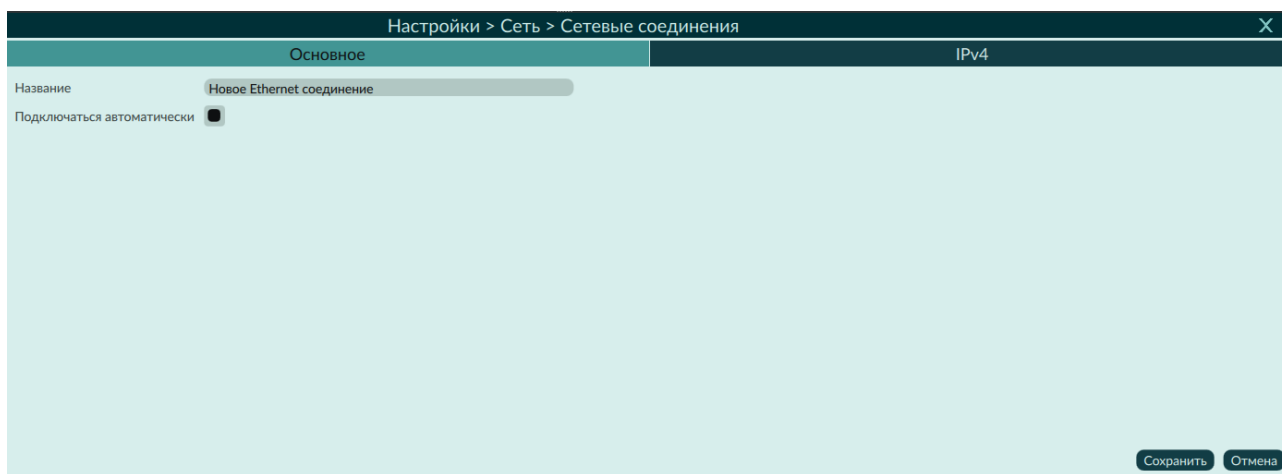 Настройки > Сеть > Сетевые соединения X
Основное IPv4
Название Новое Ethernet соединение
Подключаться автоматически
Сохранить Отмена